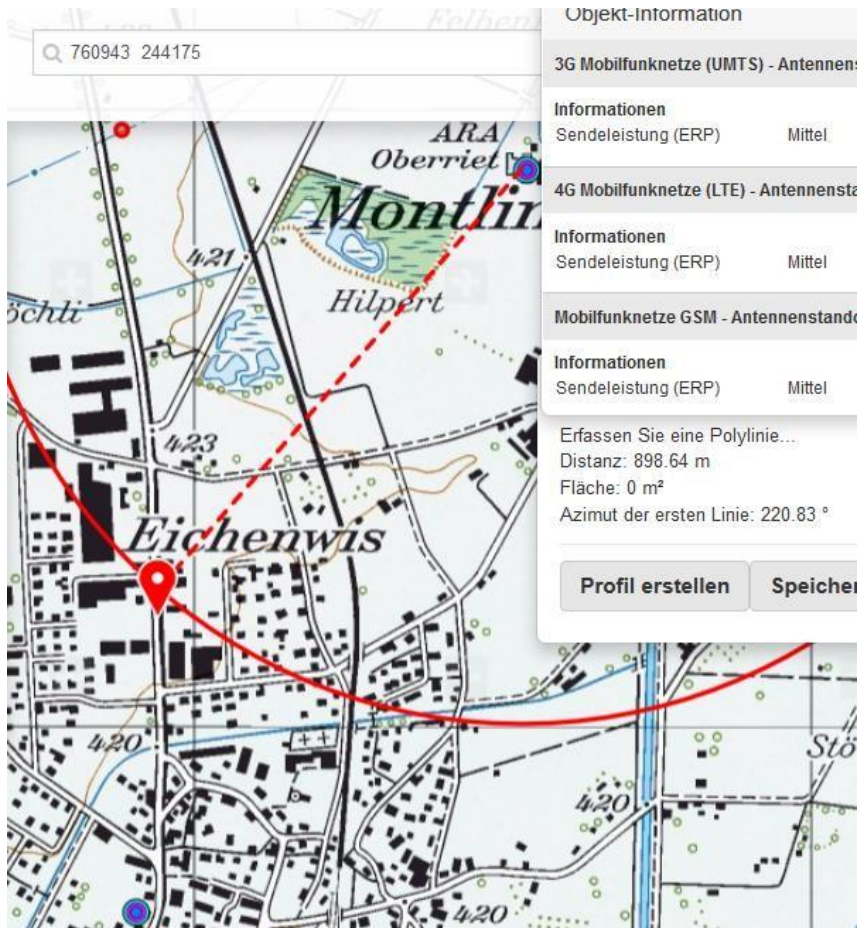 Objekt-Information
760943 244175
3G Mobilfunknetze (UMTS) - Antennens
Informationen
Sendeleistung (ERP) Mittel
4G Mobilfunknetze (LTE) - Antennensta
Informationen
Sendeleistung (ERP) Mittel
Mobilfunknetze GSM - Antennenstando
Informationen
Sendeleistung (ERP) Mittel
Erfassen Sie eine Polylinie...
Distanz: 898.64 m
Fläche: 0 m²
Azimut der ersten Linie: 220.83 °
Profil erstellen Speicher
ARA
Oberriet
Montlin
421
Hilpert
öchli
423
Eichenwis
420
Stö
420
420